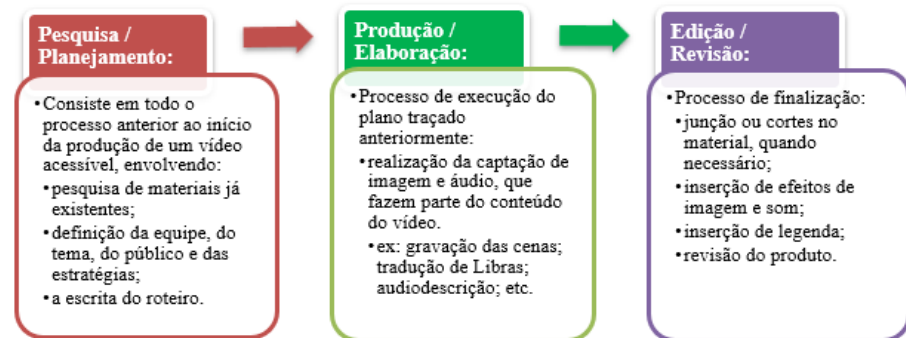 Pesquisa /
Planejamento:
•Consiste em todo o
processo anterior ao início
da produção de um vídeo
acessível, envolvendo:
•pesquisa de materiais já
existentes;
•definição da equipe, do
tema, do público e das
estratégias;
•a escrita do roteiro.
Produção /
Elaboração:
•Processo de execução do
plano traçado
anteriormente:
•realização da captação de
imagem e áudio, que
fazem parte do conteúdo
do vídeo.
•ex: gravação das cenas;
tradução de Libras;
audiodescrição; etc.
Edição /
Revisão:
•Processo de finalização:
•junção ou cortes no
material, quando
necessário;
•inserção de efeitos de
imagem e som;
•inserção de legenda;
•revisão do produto.